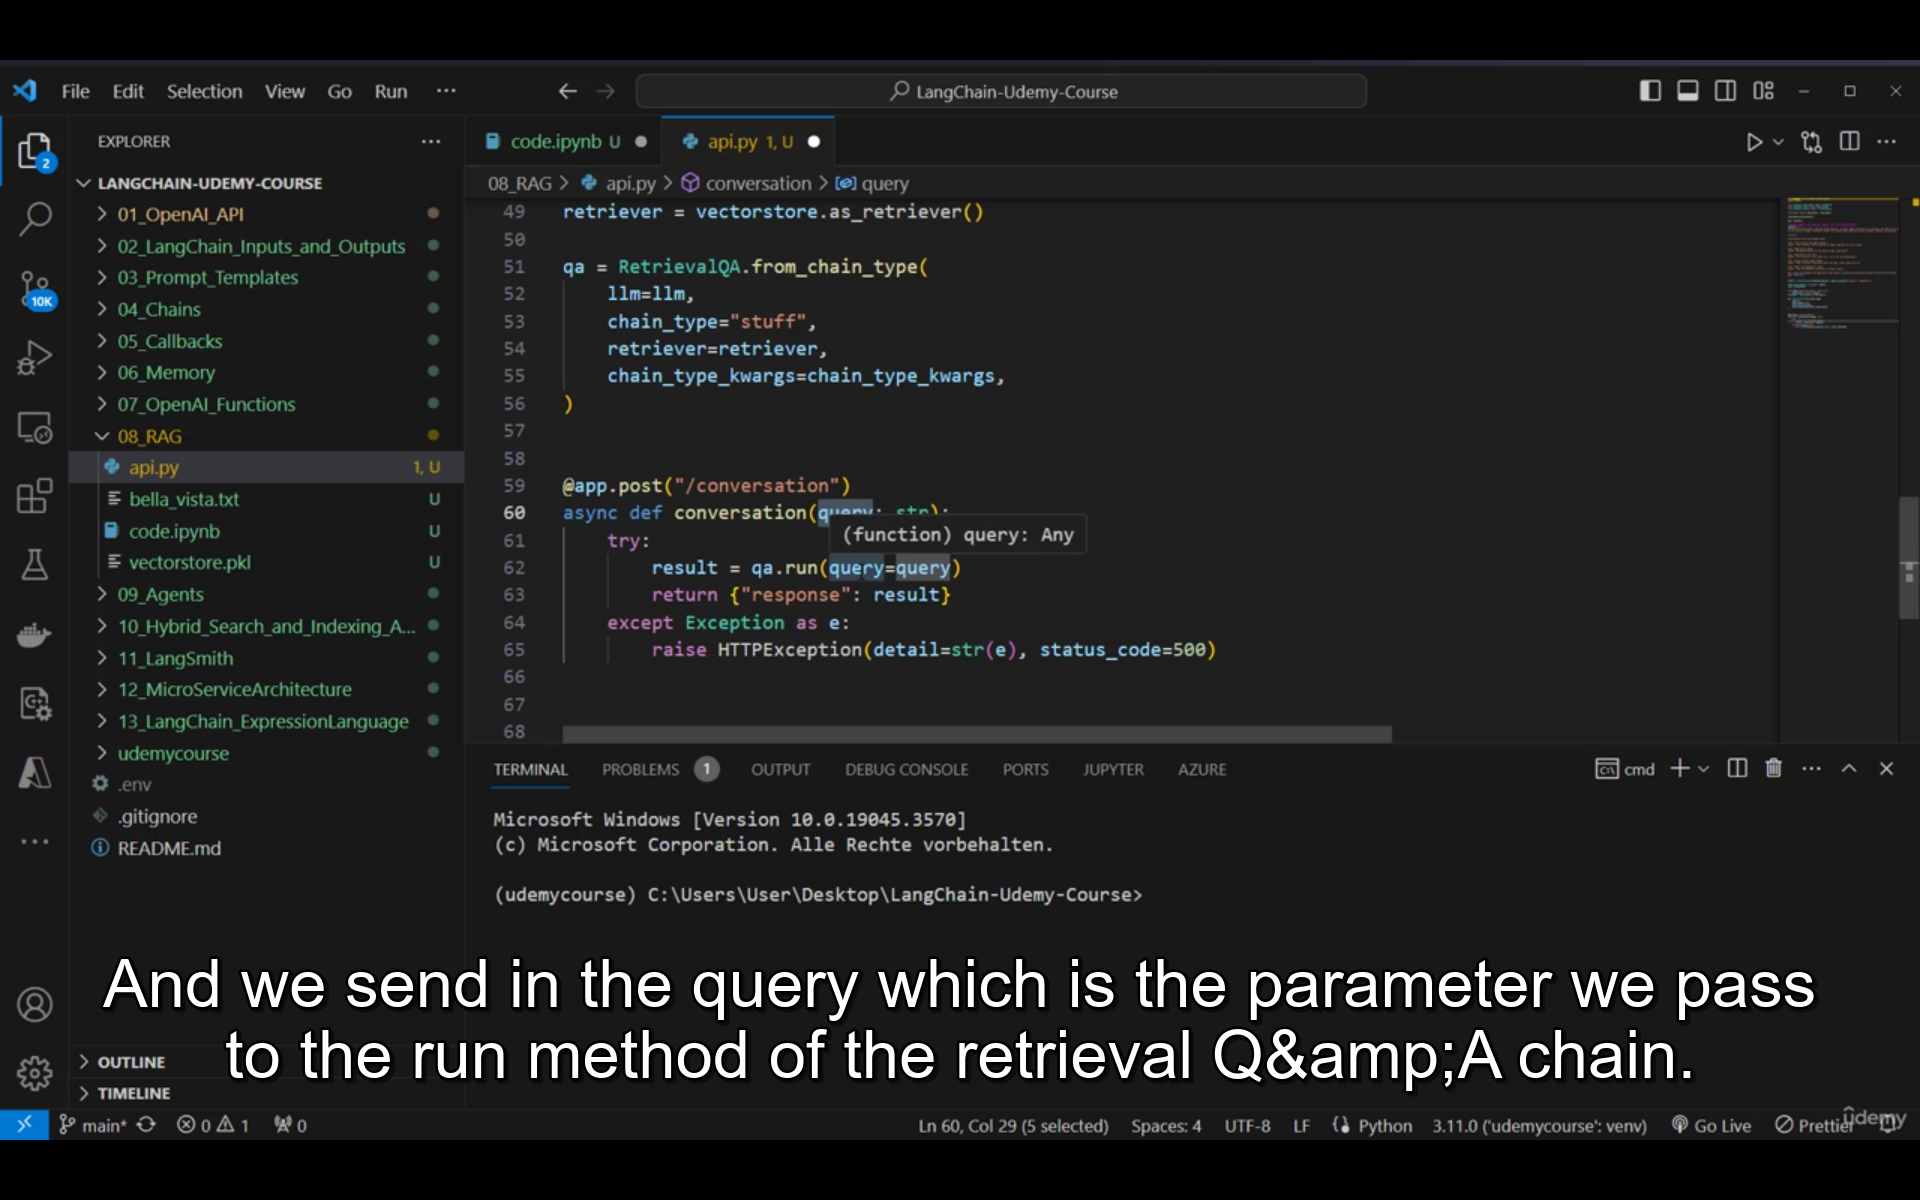 File Edit Selection View Go Run ···
LangChain-Udemy-Course
EXPLORER
2
10K
LANGCHAIN-UDEMY-COURSE
01_OpenAI_API
02_LangChain_Inputs_and_Outputs
03_Prompt_Templates
04_Chains
05_Callbacks
06_Memory
07_OpenAI_Functions
08_RAG
api.py 1, U
bella_vista.txt U
code.ipynb U
vectorstore.pkl U
09_Agents
10_Hybrid_Search_and_Indexing_A...
11_LangSmith
12_MicroServiceArchitecture
13_LangChain_ExpressionLanguage
udemycourse
.env
.gitignore
README.md
OUTLINE
TIMELINE
code.ipynb U
api.py 1, U
08_RAG > api.py > conversation > query
49 retriever = vectorstore.as_retriever()
50
51 qa = RetrievalQA.from_chain_type(
52 llm=llm,
53 chain_type="stuff",
54 retriever=retriever,
55 chain_type_kwargs=chain_type_kwargs,
56 )
57
58
59 @app.post("/conversation")
60 async def conversation(query: str):
(function) query: Any
61 try:
62 result = qa.run(query=query)
63 return {"response": result}
64 except Exception as e:
65 raise HTTPException(detail=str(e), status_code=500)
66
67
68
TERMINAL PROBLEMS 1 OUTPUT DEBUG CONSOLE PORTS JUPYTER AZURE
cmd
Microsoft Windows [Version 10.0.19045.3570]
(c) Microsoft Corporation. Alle Rechte vorbehalten.
(udemycourse) C:\Users\User\Desktop\LangChain-Udemy-Course>
And we send in the query which is the parameter we pass
to the run method of the retrieval Q&amp;A chain.
main* 0 1 0
Ln 60, Col 29 (5 selected) Spaces: 4 UTF-8 LF Python 3.11.0 ('udemycourse': venv) Go Live Prettier
udemy